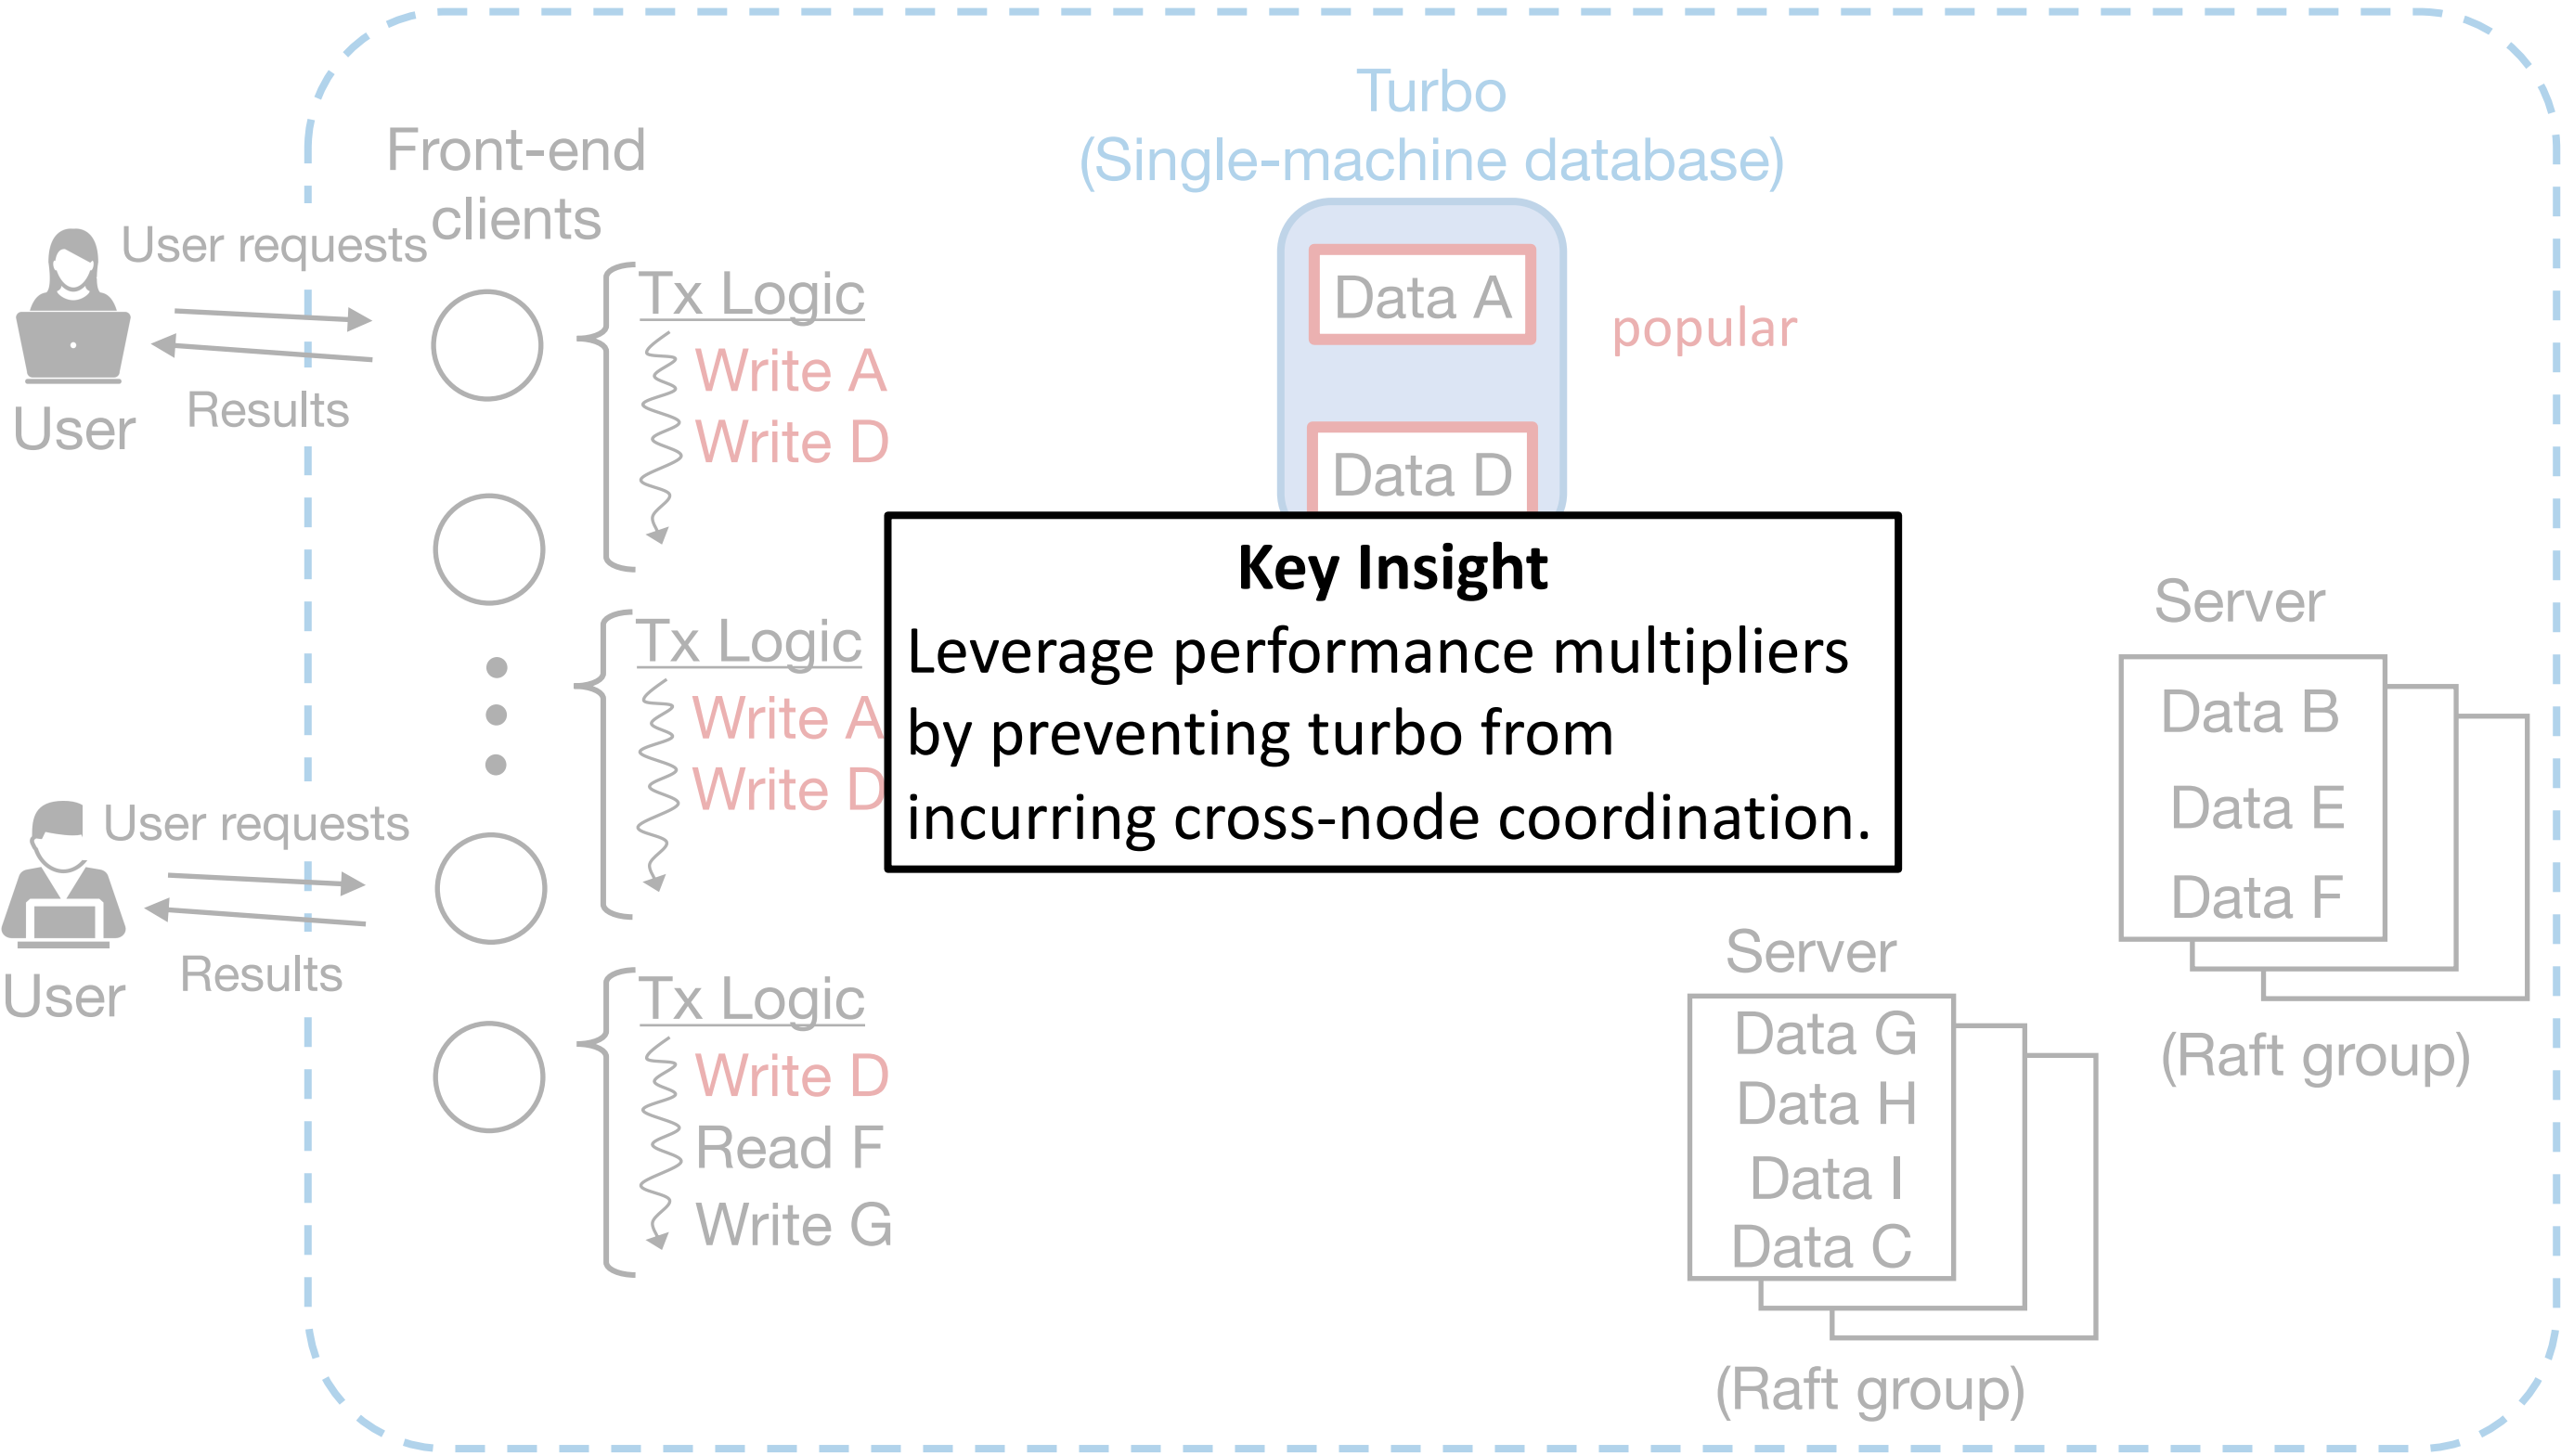 Turbo
(Single-machine database)
Front-end
clients
User requests
Results
User
Tx Logic
Write A
Write D
Data A
popular
Data D
Key Insight
Leverage performance multipliers
by preventing turbo from
incurring cross-node coordination.
Tx Logic
Write A
Write D
User requests
Results
User
Tx Logic
Write D
Read F
Write G
Server
Data B
Data E
Data F
(Raft group)
Server
Data G
Data H
Data I
Data C
(Raft group)